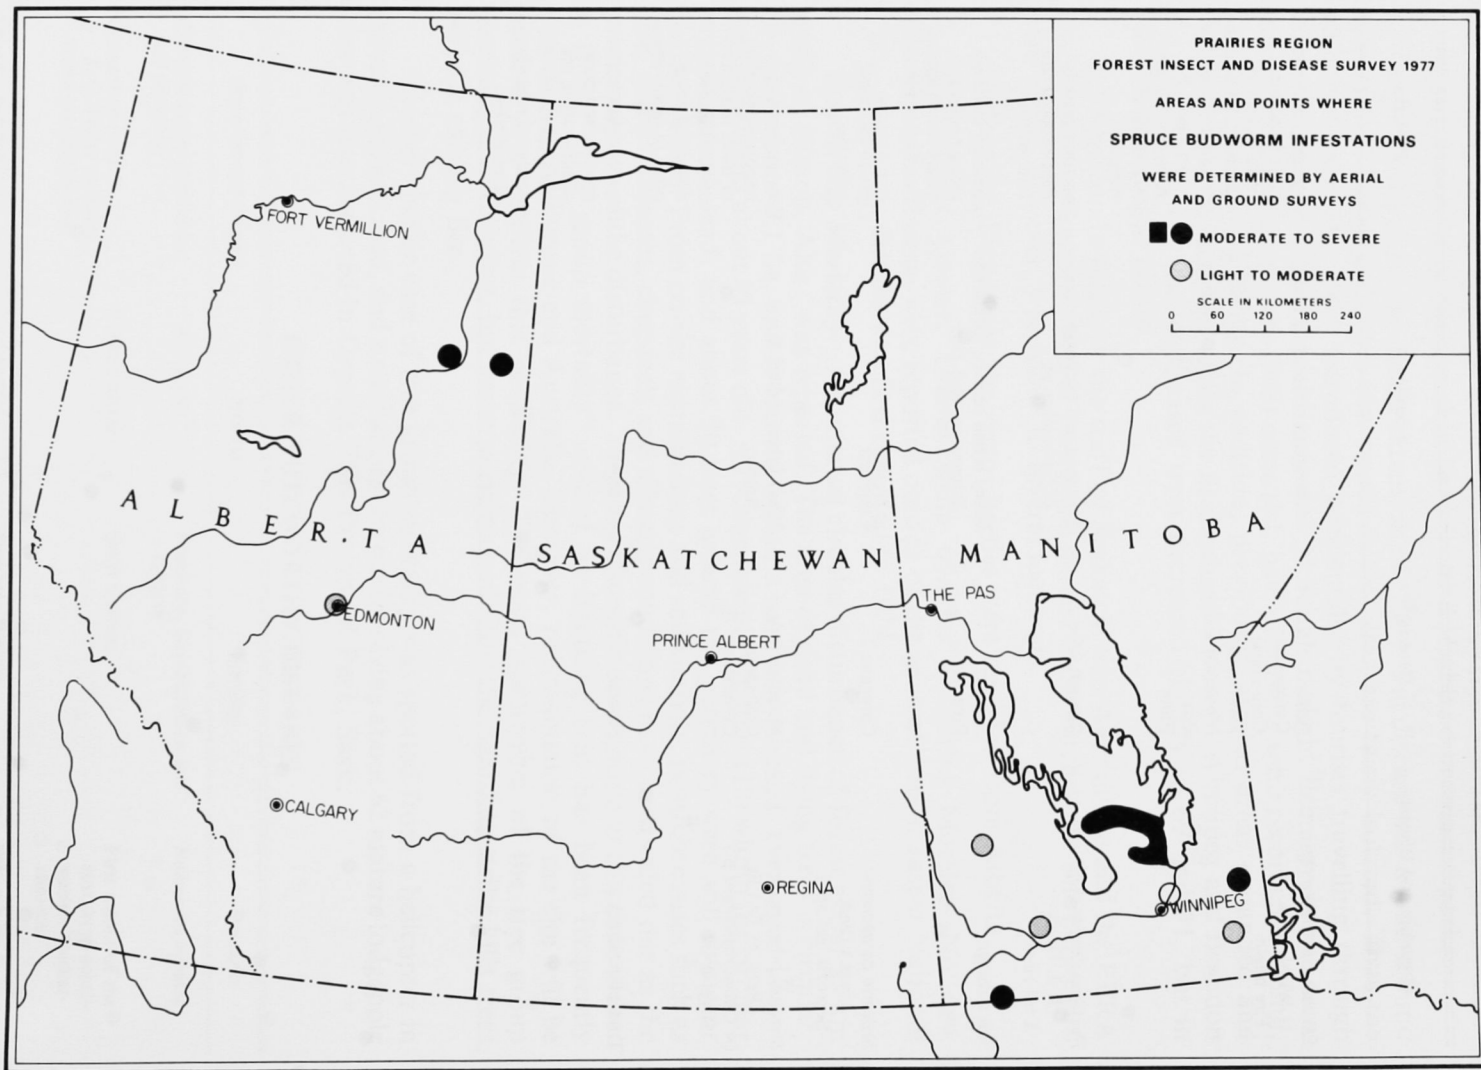 PRAIRIES REGION
FOREST INSECT AND DISEASE SURVEY 1977
AREAS AND POINTS WHERE
SPRUCE BUDWORM INFESTATIONS
WERE DETERMINED BY AERIAL
AND GROUND SURVEYS
MODERATE TO SEVERE
LIGHT TO MODERATE
SCALE IN KILOMETERS
0 60 120 180 240
FORT VERMILLION
ALBER.TA
SASKATCHEWAN
MANITOBA
THE PAS
EDMONTON
PRINCE ALBERT
CALGARY
REGINA
WINNIPEG